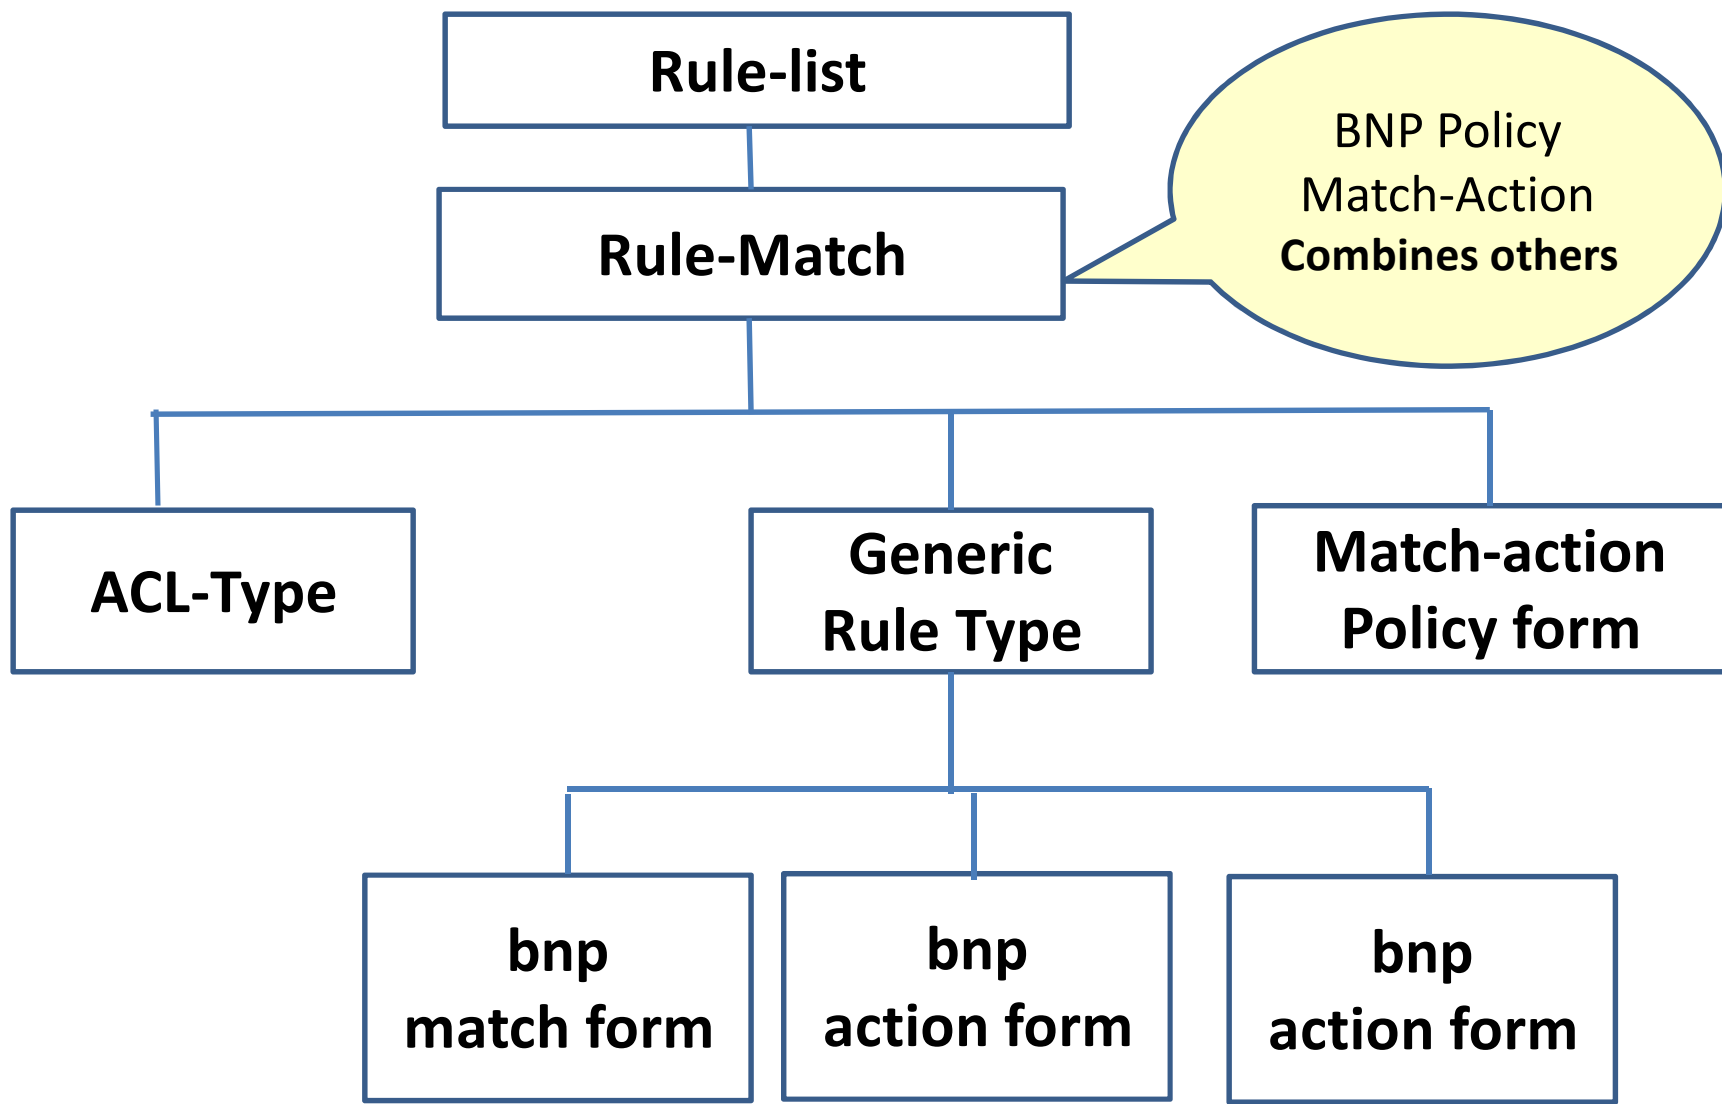 Rule-list
BNP Policy
Match-Action
Combines others
Rule-Match
ACL-Type
Generic
Rule Type
Match-action
Policy form
bnp
match form
bnp
action form
bnp
action form